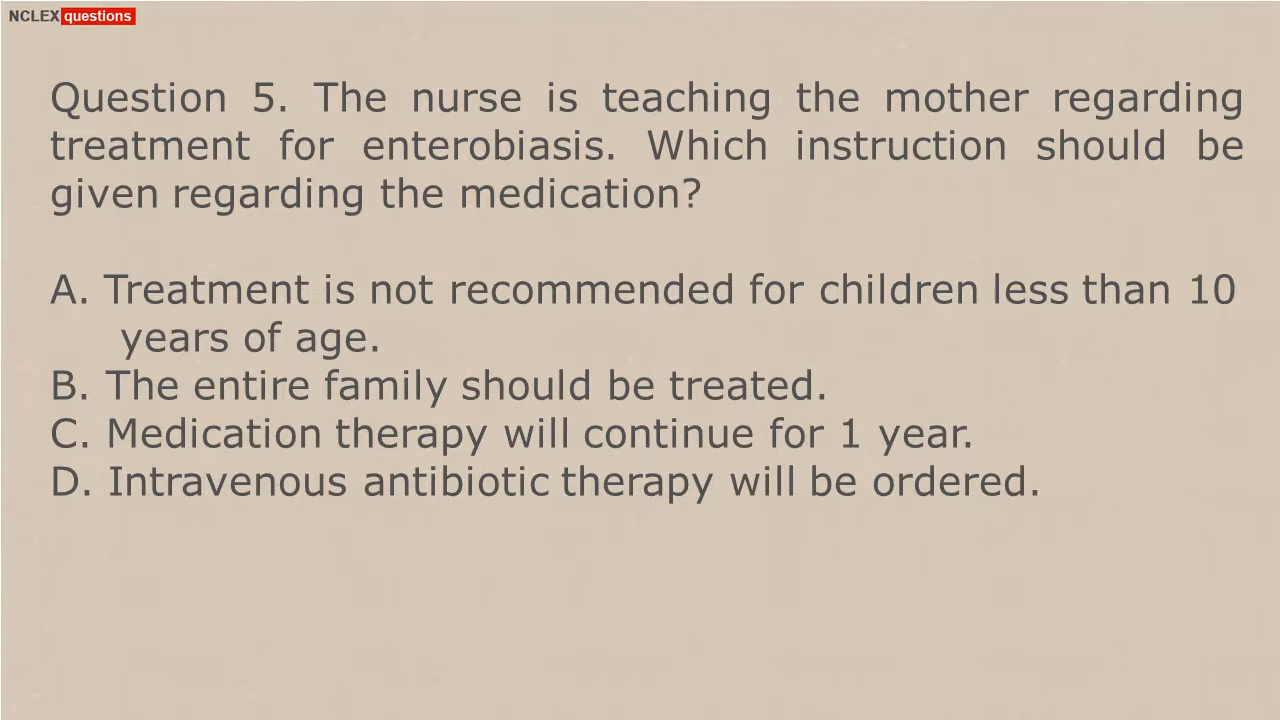 NCLEX questions
Question 5. The nurse is teaching the mother regarding
treatment for enterobiasis. Which instruction should be
given regarding the medication?
A. Treatment is not recommended for children less than 10
years of age.
B. The entire family should be treated.
C. Medication therapy will continue for 1 year.
D. Intravenous antibiotic therapy will be ordered.